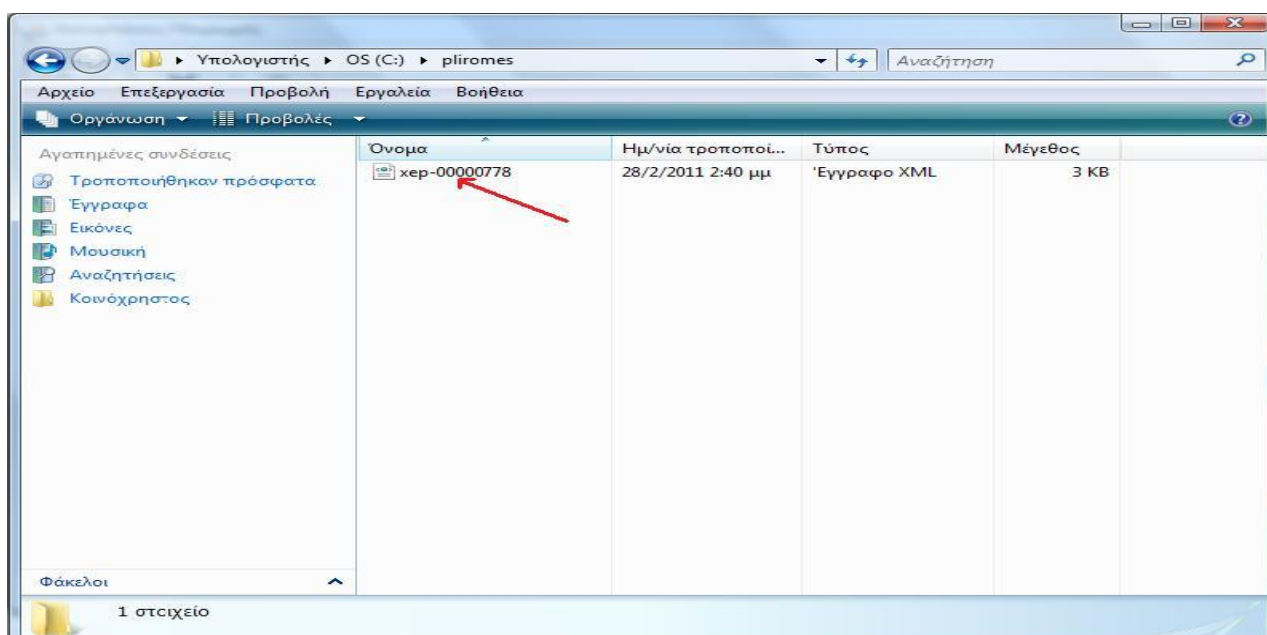 Υπολογιστής OS (C:) pliromes Αναζήτηση
Αρχείο Επεξεργασία Προβολή Εργαλεία Βοήθεια
Οργάνωση Προβολές
Αγαπημένες συνδέσεις
Τροποποιήθηκαν πρόσφατα
Έγγραφα
Εικόνες
Μουσική
Αναζητήσεις
Κοινόχρηστος
Φάκελοι
Όνομα Ημ/νία τροποποί... Τύπος Μέγεθος
xep-00000778 28/2/2011 2:40 μμ Έγγραφο XML 3 KB
1 στοιχείο